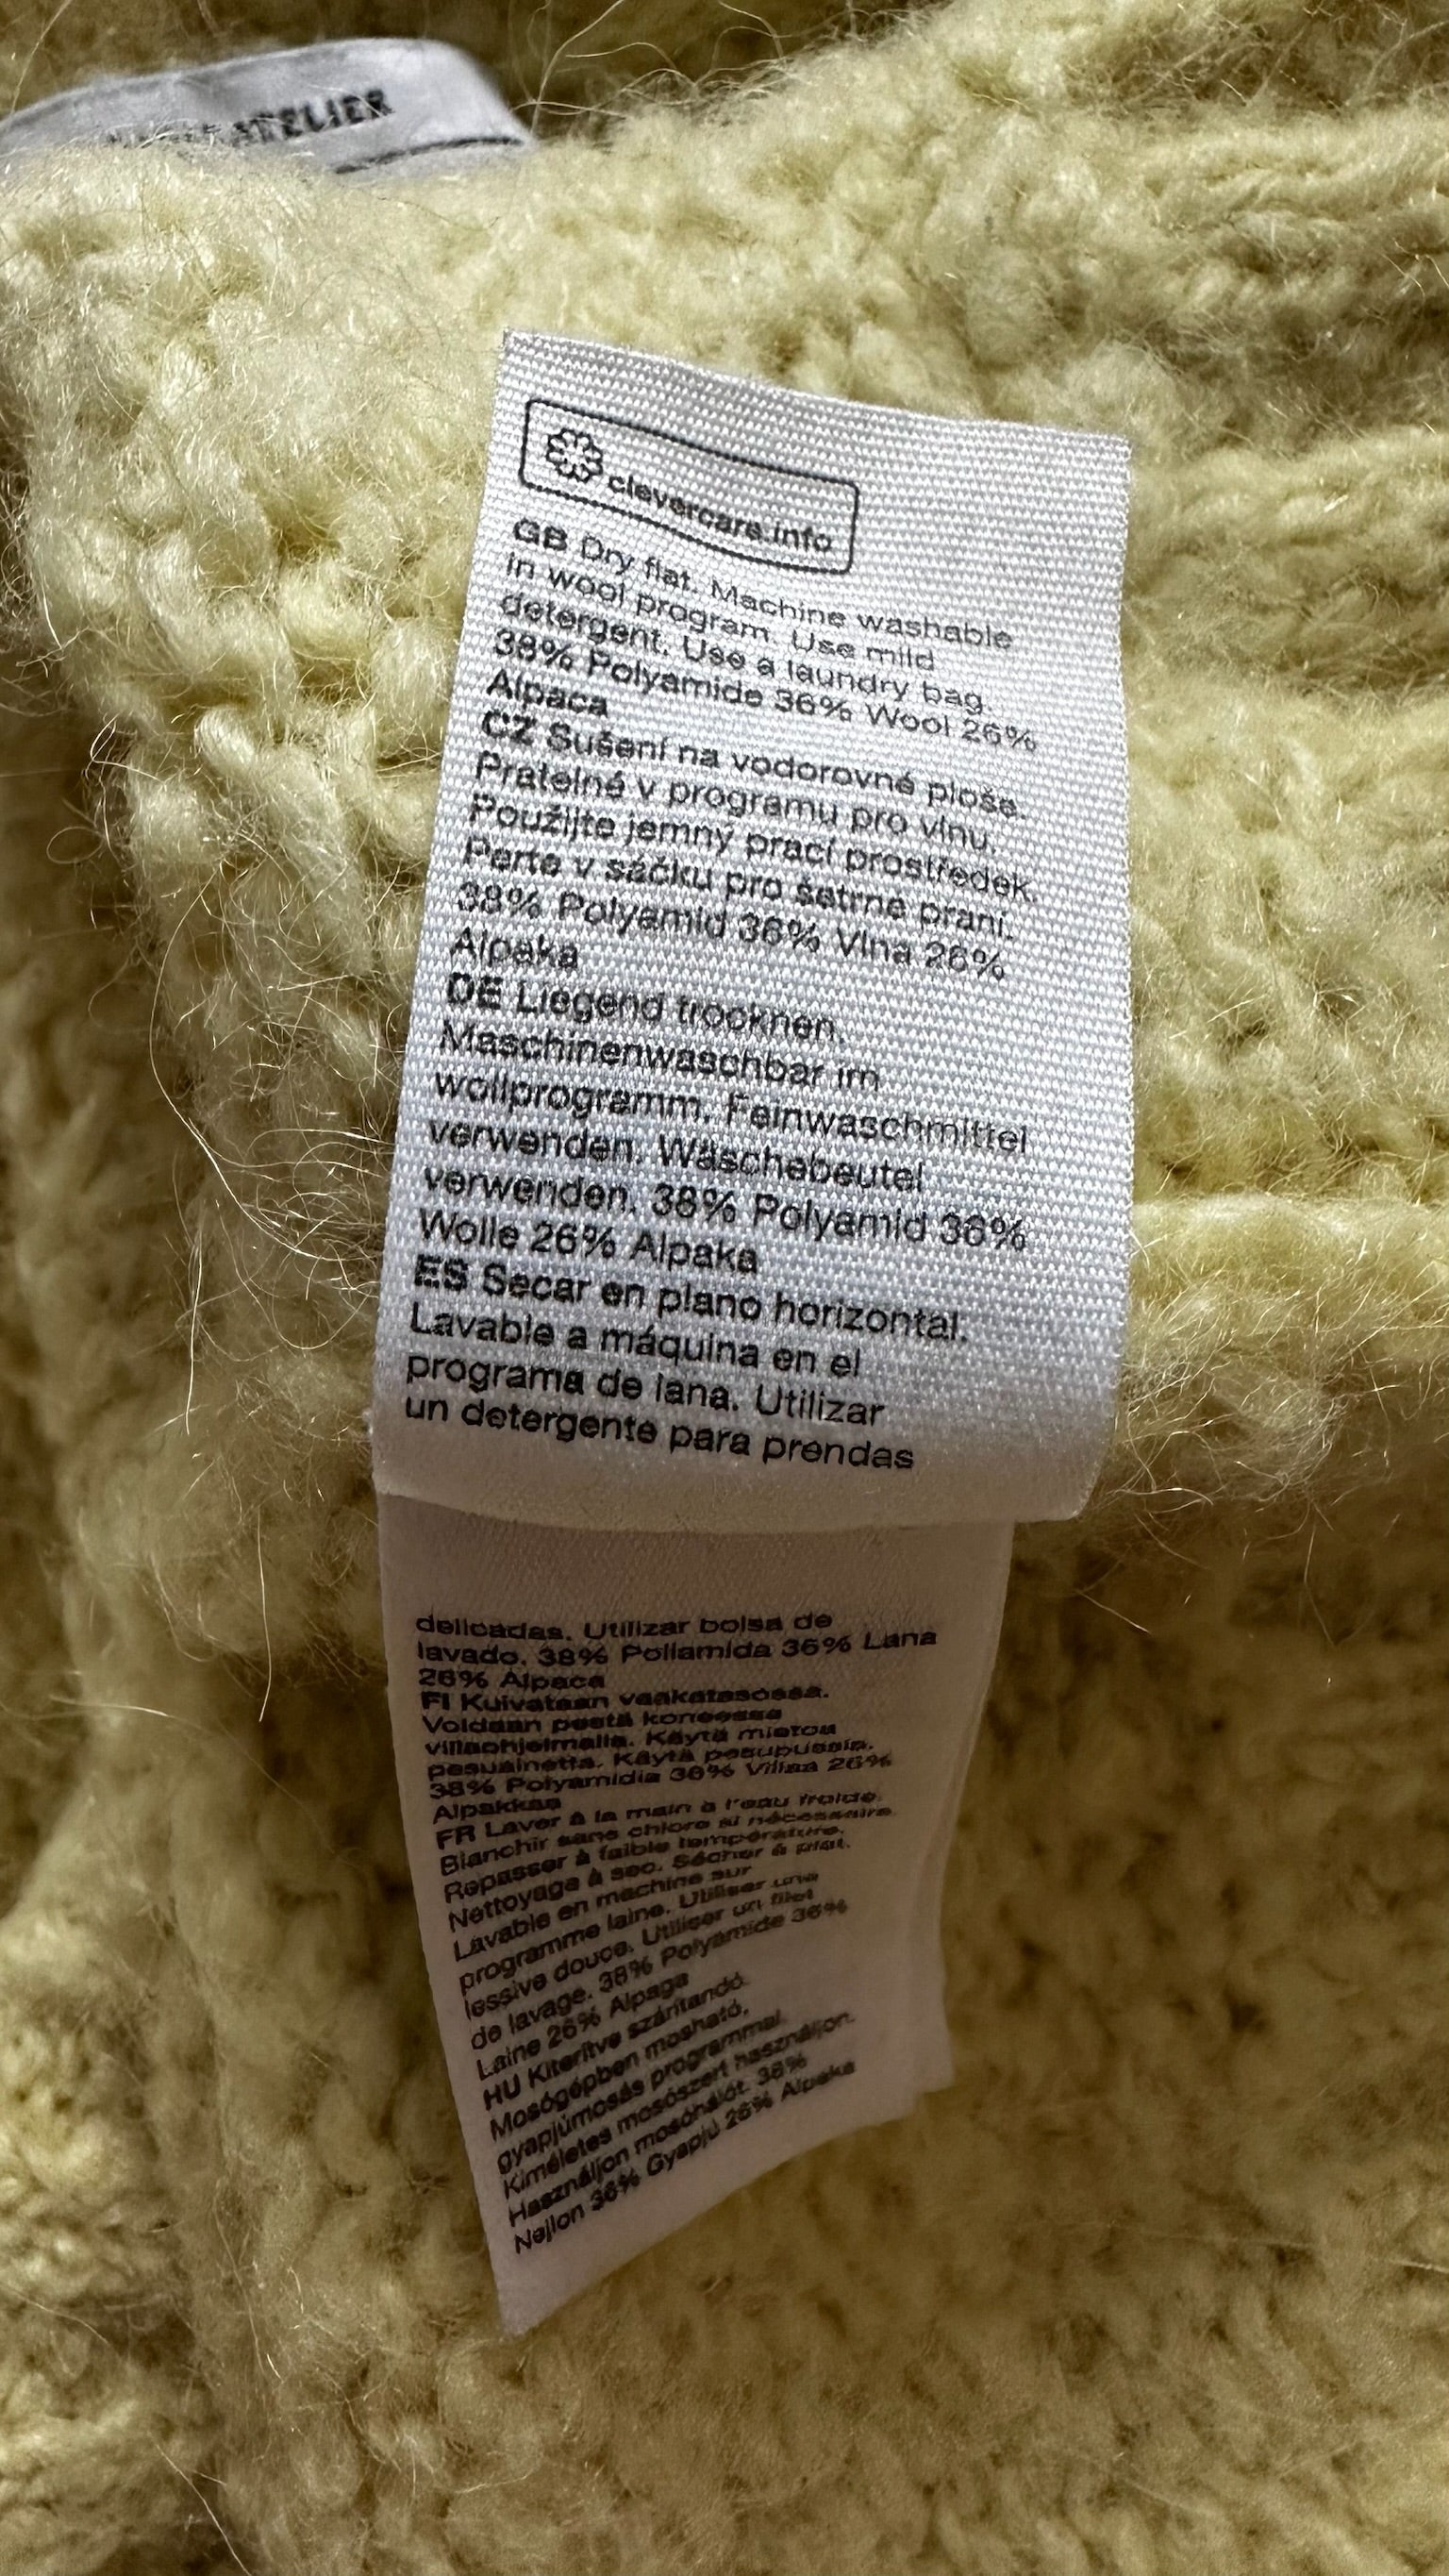 ATELIER
clevercare.info
GB Dry flat. Machine washable
in wool program. Use mild
detergent. Use a laundry bag.
38% Polyamide 36% Wool 26%
Alpaca
CZ Sušení na vodorovné ploše.
Pratelné v programu pro vlnu.
Použijte jemný prací prostředek.
Perte v sáčku pro šetrné praní.
38% Polyamid 36% Vlna 26%
Alpaka
DE Liegend trocknen.
Maschinenwaschbar im
wollprogramm. Feinwaschmittel
verwenden. Wäschebeutel
verwenden. 38% Polyamid 36%
Wolle 26% Alpaka
ES Secar en plano horizontal.
Lavable a máquina en el
programa de lana. Utilizar
un detergente para prendas
delicadas. Utilizar bolsa de
lavado. 38% Poliamida 36% Lana
26% Alpaca
FI Kuivataan vaakatasossa.
Voidaan pestä koneessa
villaohjelmalla. Käytä mietoa
pesuainetta. Käytä pesupussia.
38% Polyamidia 36% Villaa 26%
Alpakkaa
FR Laver à la main à l'eau froide.
Blanchir sans chlore si nécessaire.
Repasser à faible température.
Nettoyage à sec. Sécher à plat.
Lavable en machine sur
programme laine. Utiliser une
lessive douce. Utiliser un filet
de lavage. 38% Polyamide 36%
Laine 26% Alpaga
HU Kiterítve szárítandó.
Mosógépben mosható,
gyapjúmosás programmal.
Kíméletes mosószert használjon.
Használjon mosóhálót. 38%
Nejlon 36% Gyapjú 26% Alpaka